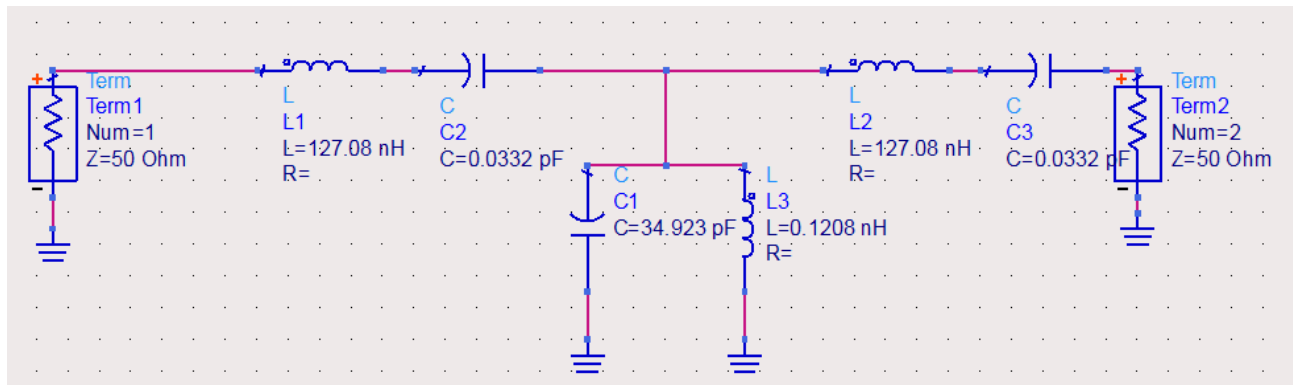 +
Term
Term1
Num=1
Z=50 Ohm
-
L
L1
L=127.08 nH
R=
C
C2
C=0.0332 pF
C
C1
C=34.923 pF
L
L3
L=0.1208 nH
R=
L
L2
L=127.08 nH
R=
C
C3
C=0.0332 pF
+
Term
Term2
Num=2
Z=50 Ohm
-